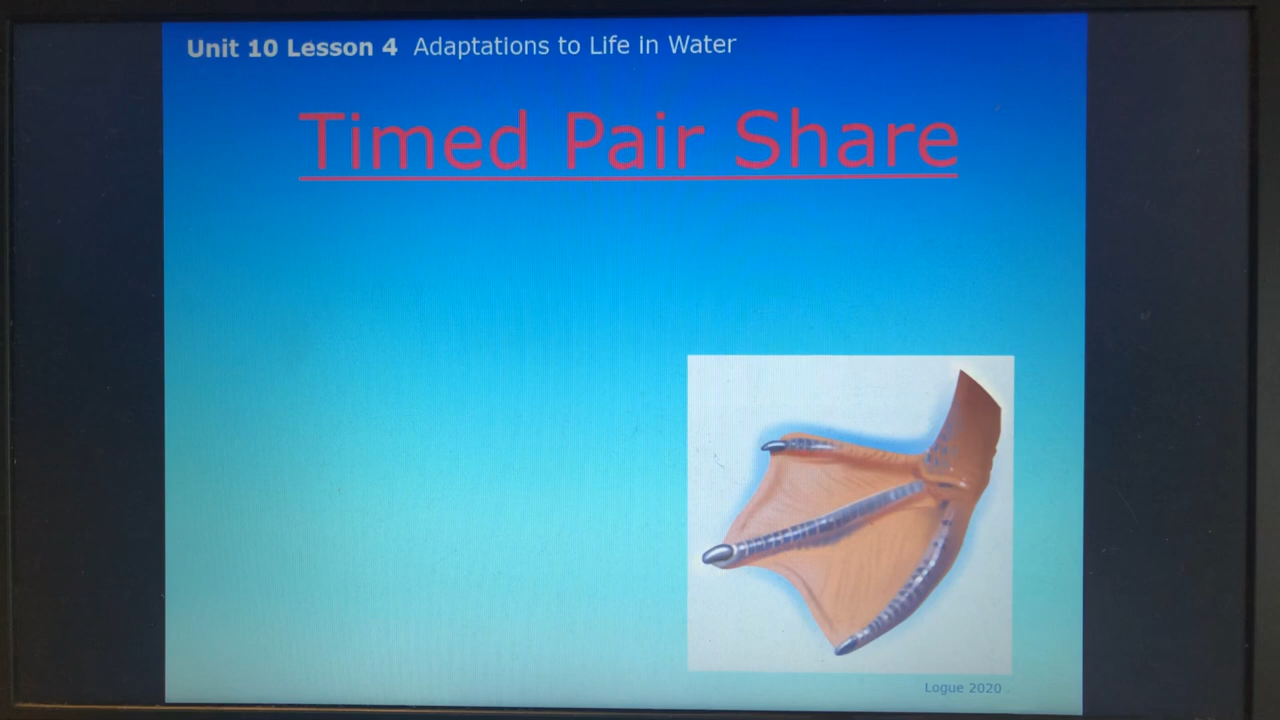 Unit 10 Lesson 4 Adaptations to Life in Water
Timed Pair Share
Logue 2020